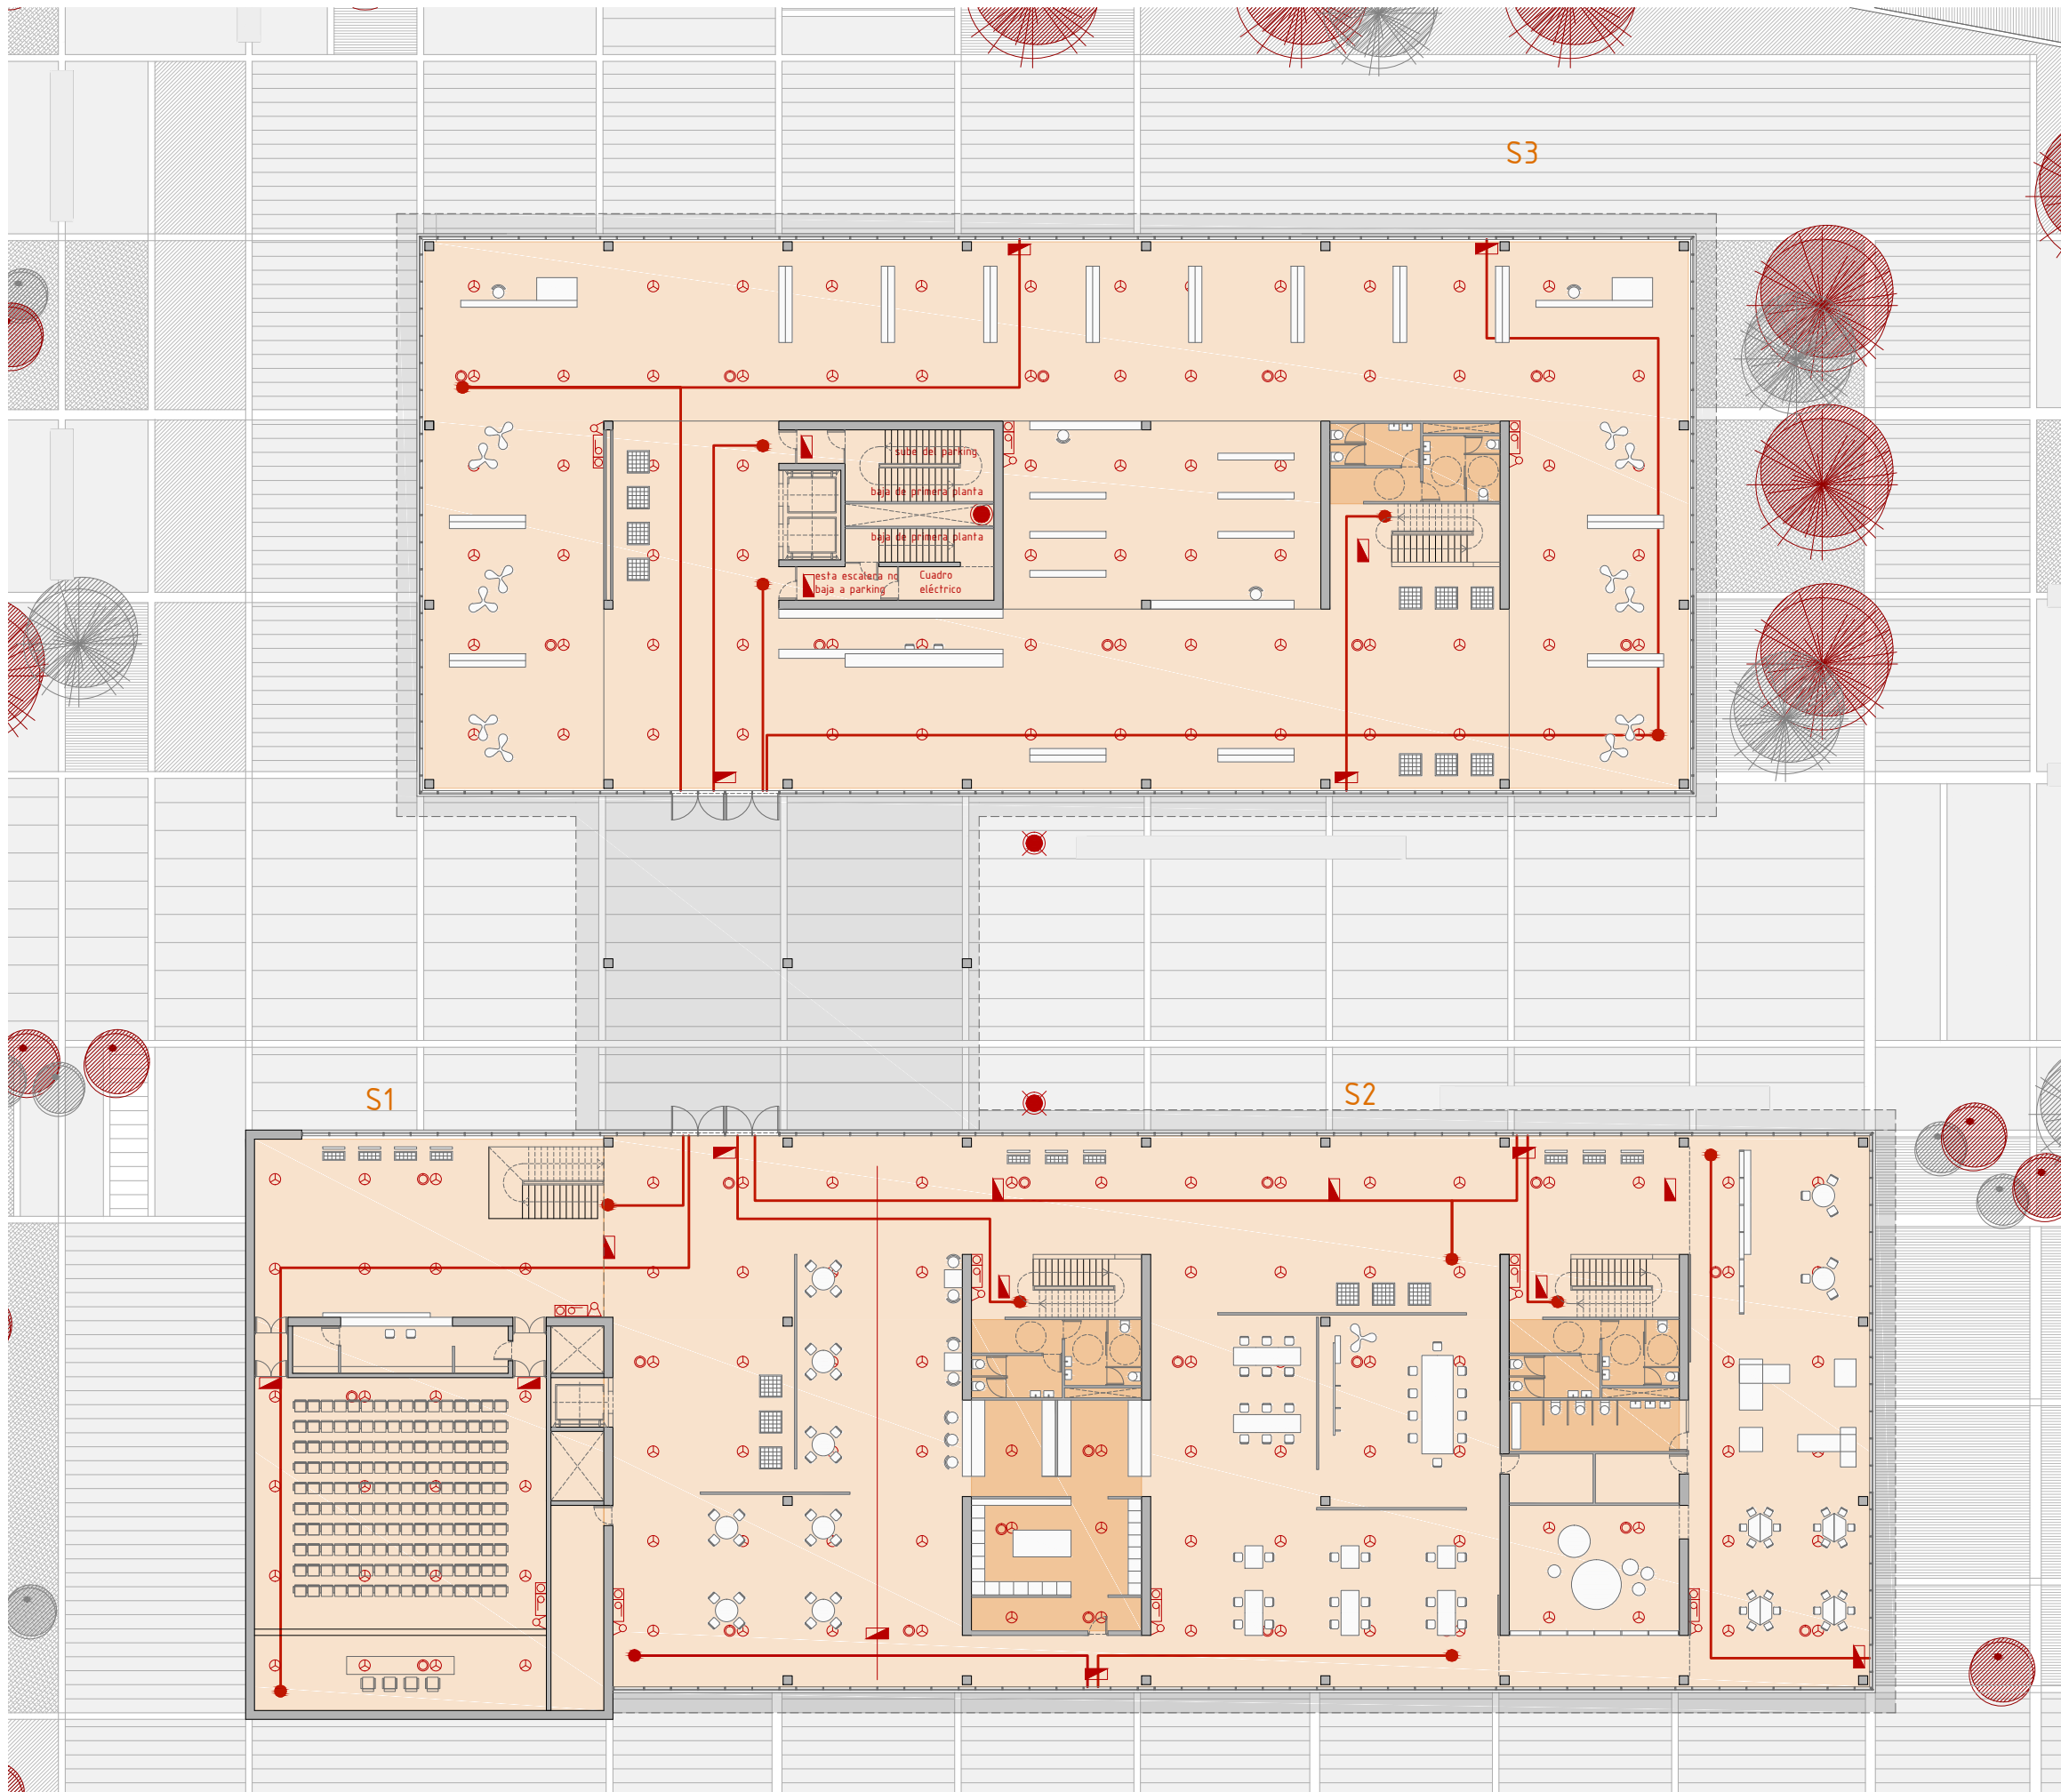 S3
sube del parking
baja de primera planta
baja de primera planta
esta escalera no
baja a parking
Cuadro
eléctrico
S1
S2